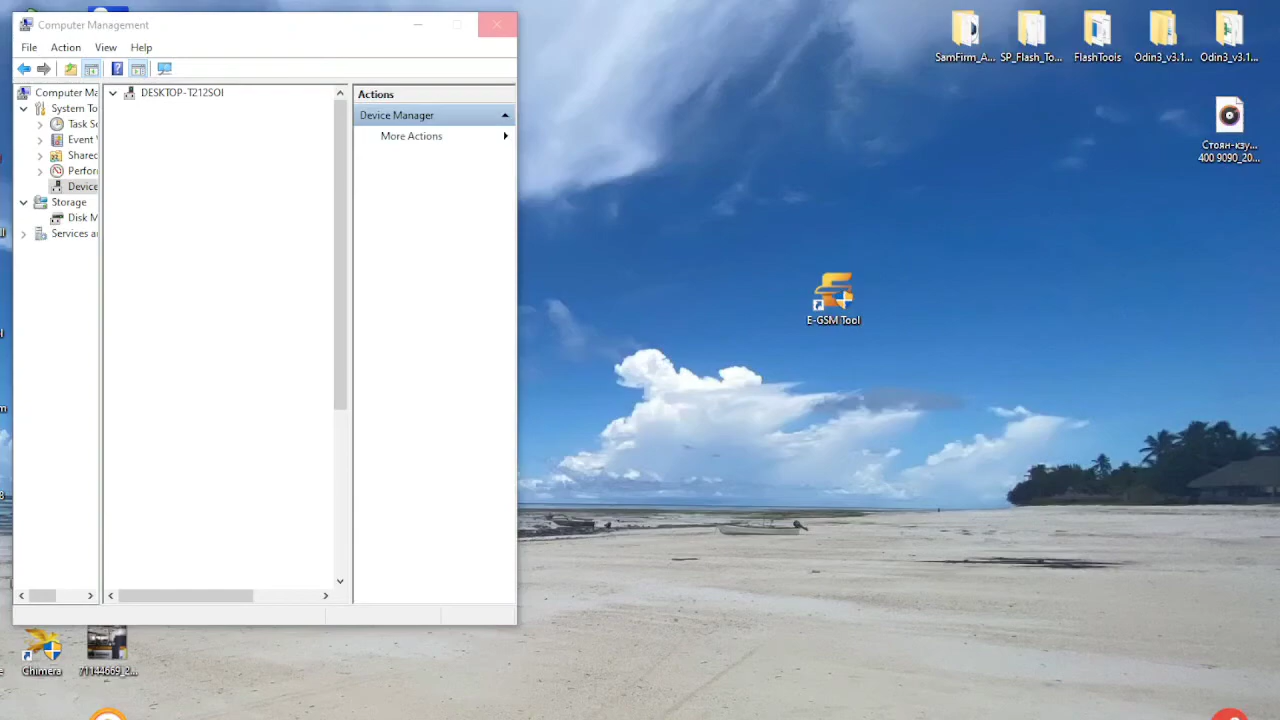 Computer Management
File Action View Help
Computer Ma
System To
Task Sc
Event
Shared
Perfor
Device
Storage
Disk M
Services a
DESKTOP-T212SOI
Actions
Device Manager
More Actions
SamFirm_A...
SP_Flash_To...
FlashTools
Odin3_v3.1...
Odin3_v3.1...
Стоян-кзу...
400 9090_20...
E-GSM Tool
Chimera
71144669_2...